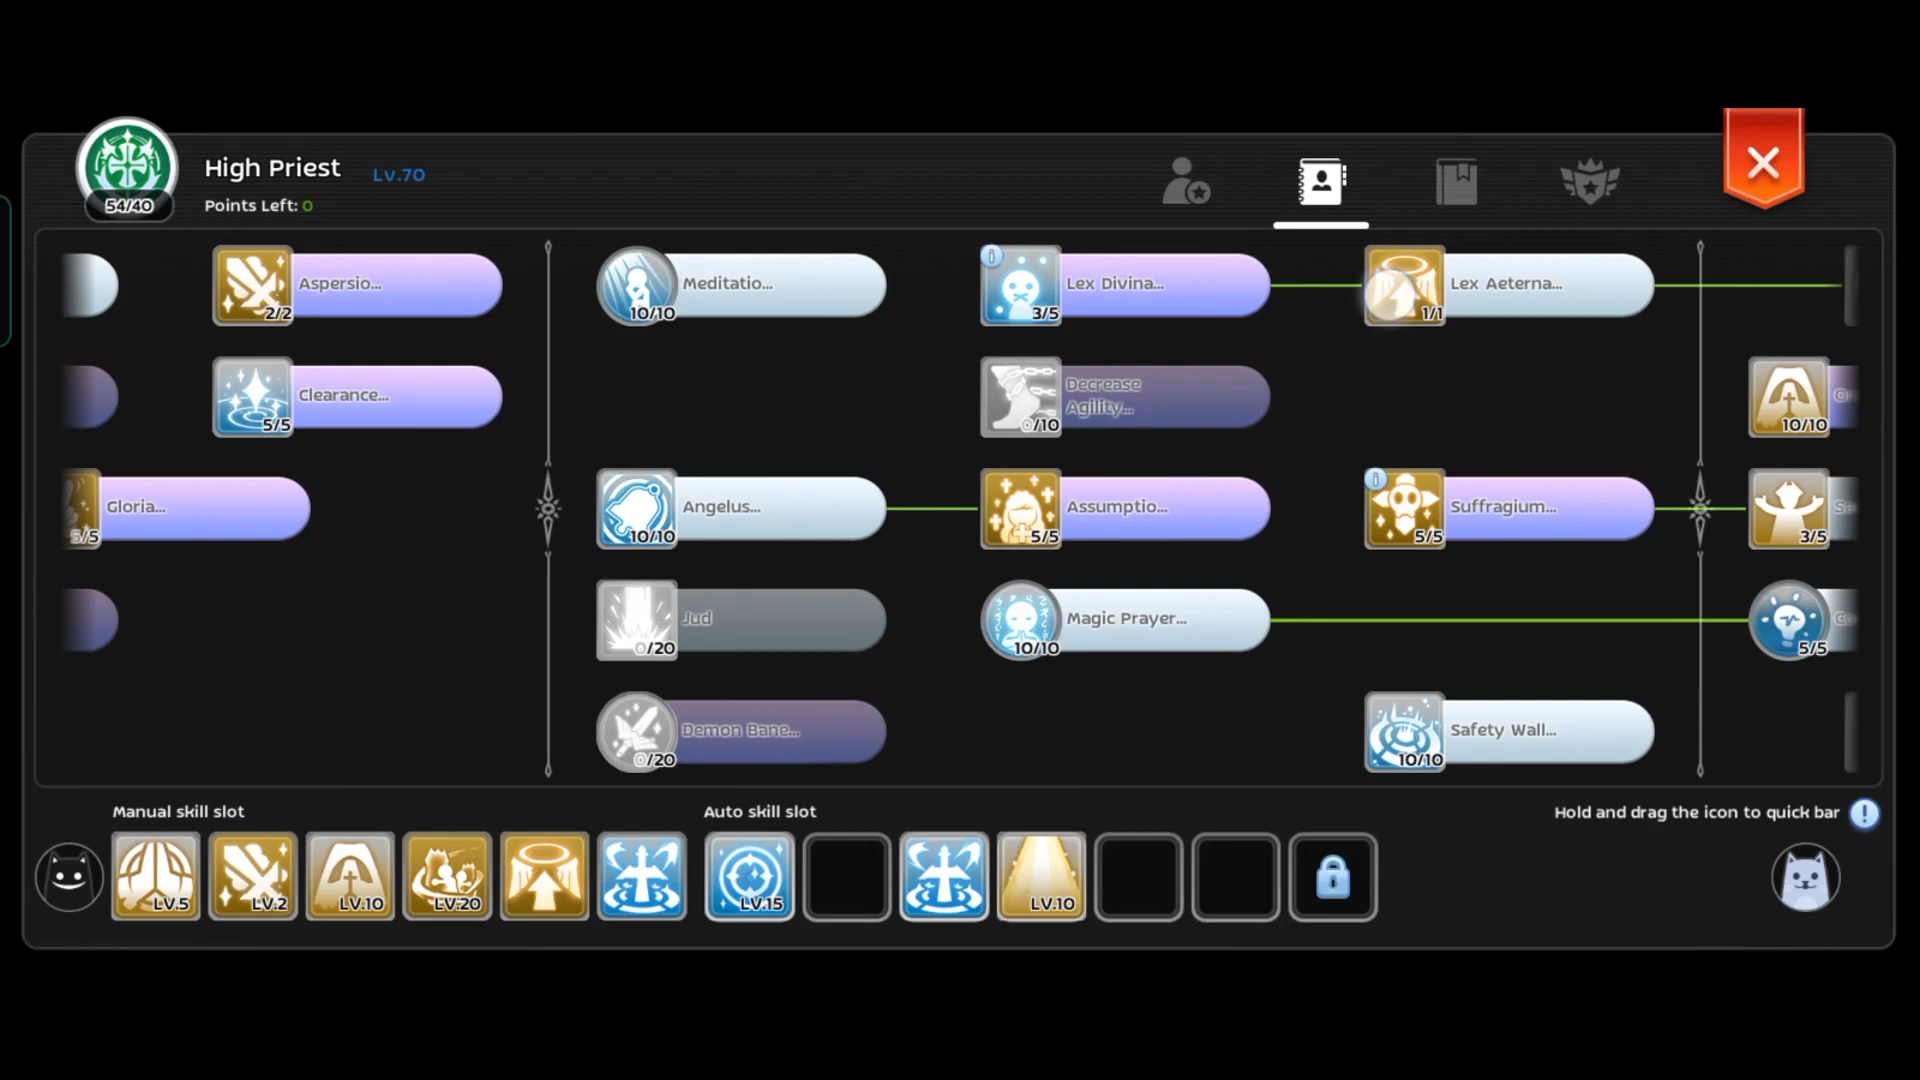 High Priest Lv.70
54/40
Points Left: 0
Aspersio... 2/2
Meditatio... 10/10
Lex Divina... 3/5
Lex Aeterna... 1/1
Clearance... 5/5
Decrease
Agility... 0/10
10/10
Gloria... 5/5
Angelus... 10/10
Assumptio... 5/5
Suffragium... 5/5
3/5
Jud 0/20
Magic Prayer... 10/10
5/5
Demon Bane... 0/20
Safety Wall... 10/10
Manual skill slot
Auto skill slot
Hold and drag the icon to quick bar
LV.5
LV.2
LV.10
LV.20
LV.15
LV.10